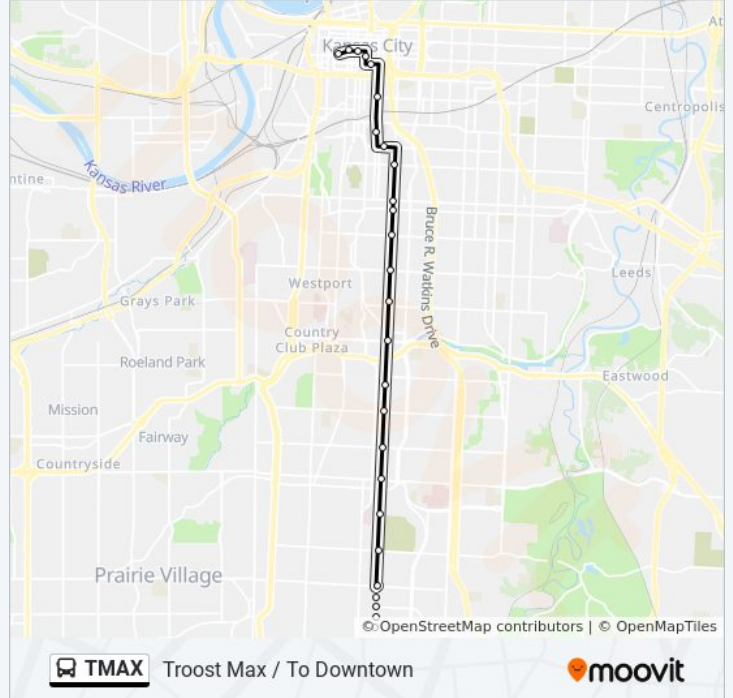 Kansas City
At
Centropolis
Kansas River
ntine
Bruce R. Watkins Drive
Westport
Leeds
Grays Park
Country
Club Plaza
Roeland Park
Eastwood
Mission
Fairway
Countryside
Prairie Village
© OpenStreetMap contributors | © OpenMapTiles
TMAX Troost Max / To Downtown
moovit